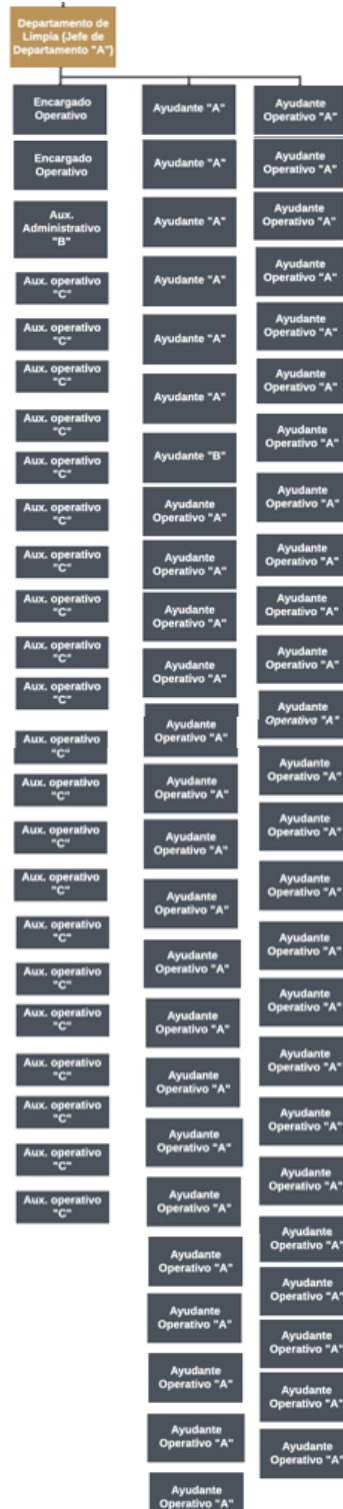 Departamento de
Limpia (Jefe de
Departamento "A")
Encargado
Operativo
Encargado
Operativo
Aux.
Administrativo
"B"
Aux. operativo
"C"
Aux. operativo
"C"
Aux. operativo
"C"
Aux. operativo
"C"
Aux. operativo
"C"
Aux. operativo
"C"
Aux. operativo
"C"
Aux. operativo
"C"
Aux. operativo
"C"
Aux. operativo
"C"
Aux. operativo
"C"
Aux. operativo
"C"
Aux. operativo
"C"
Aux. operativo
"C"
Aux. operativo
"C"
Aux. operativo
"C"
Aux. operativo
"C"
Aux. operativo
"C"
Aux. operativo
"C"
Aux. operativo
"C"
Aux. operativo
"C"
Ayudante "A"
Ayudante "A"
Ayudante "A"
Ayudante "A"
Ayudante "A"
Ayudante "A"
Ayudante "B"
Ayudante
Operativo "A"
Ayudante
Operativo "A"
Ayudante
Operativo "A"
Ayudante
Operativo "A"
Ayudante
Operativo "A"
Ayudante
Operativo "A"
Ayudante
Operativo "A"
Ayudante
Operativo "A"
Ayudante
Operativo "A"
Ayudante
Operativo "A"
Ayudante
Operativo "A"
Ayudante
Operativo "A"
Ayudante
Operativo "A"
Ayudante
Operativo "A"
Ayudante
Operativo "A"
Ayudante
Operativo "A"
Ayudante
Operativo "A"
Ayudante
Operativo "A"
Ayudante
Operativo "A"
Ayudante
Operativo "A"
Ayudante
Operativo "A"
Ayudante
Operativo "A"
Ayudante
Operativo "A"
Ayudante
Operativo "A"
Ayudante
Operativo "A"
Ayudante
Operativo "A"
Ayudante
Operativo "A"
Ayudante
Operativo "A"
Ayudante
Operativo "A"
Ayudante
Operativo "A"
Ayudante
Operativo "A"
Ayudante
Operativo "A"
Ayudante
Operativo "A"
Ayudante
Operativo "A"
Ayudante
Operativo "A"
Ayudante
Operativo "A"
Ayudante
Operativo "A"
Ayudante
Operativo "A"
Ayudante
Operativo "A"
Ayudante
Operativo "A"
Ayudante
Operativo "A"
Ayudante
Operativo "A"
Ayudante
Operativo "A"